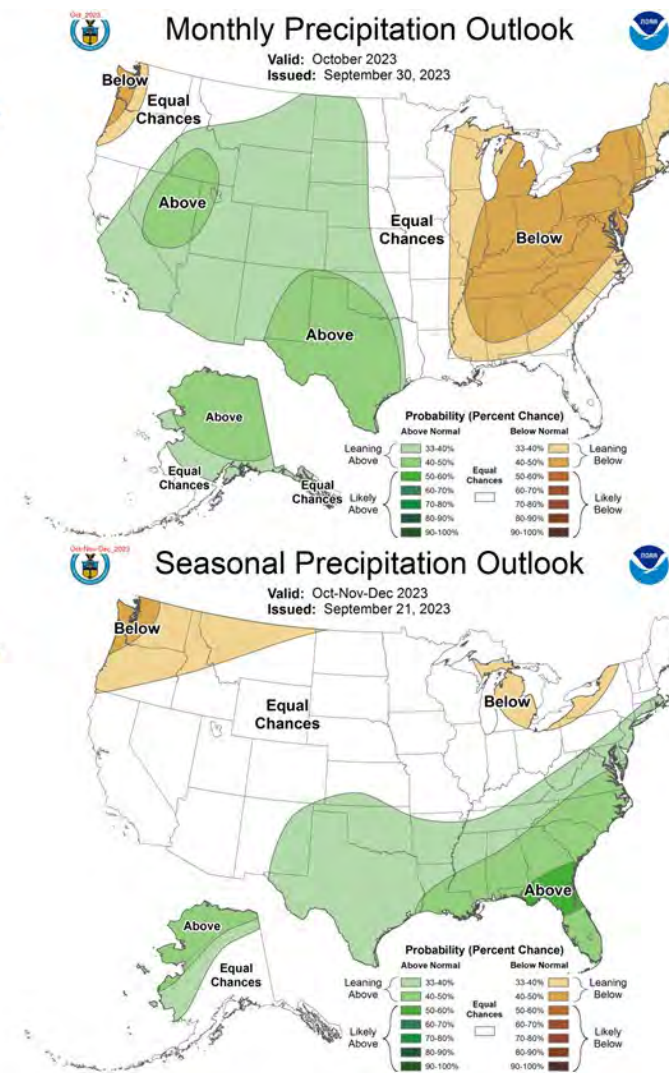 Oct_2023
Monthly Precipitation Outlook
NOAA
Valid: October 2023
Issued: September 30, 2023
Below
Equal
Chances
Above
Equal
Chances
Below
Above
Above
Equal
Chances
Equal
Chances
Probability (Percent Chance)
Above Normal
Below Normal
Leaning
Above
33-40%
40-50%
Likely
Above
50-60%
60-70%
70-80%
80-90%
90-100%
Equal
Chances
33-40%
40-50%
Leaning
Below
50-60%
60-70%
70-80%
80-90%
90-100%
Likely
Below
Oct-Nov-Dec_2023
Seasonal Precipitation Outlook
NOAA
Valid: Oct-Nov-Dec 2023
Issued: September 21, 2023
Below
Equal
Chances
Below
Above
Above
Equal
Chances
Probability (Percent Chance)
Above Normal
Below Normal
Leaning
Above
33-40%
40-50%
Likely
Above
50-60%
60-70%
70-80%
80-90%
90-100%
Equal
Chances
33-40%
40-50%
Leaning
Below
50-60%
60-70%
70-80%
80-90%
90-100%
Likely
Below